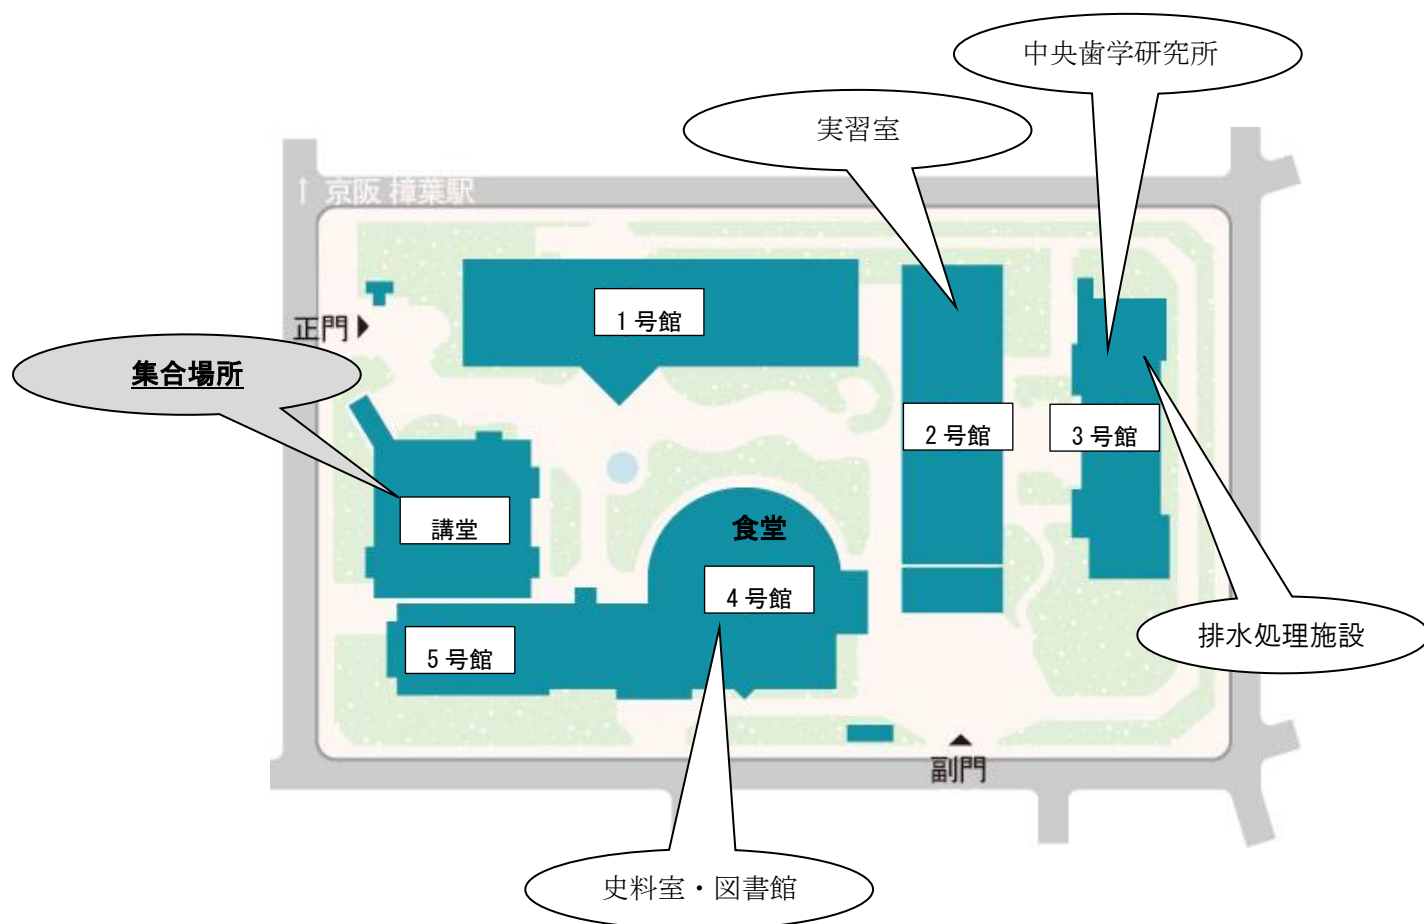 中央歯学研究所
実習室
↑ 京阪 樟葉駅
1号館
正門▶
集合場所
2号館
3号館
講堂
食堂
4号館
5号館
排水処理施設
▲
副門
史料室・図書館